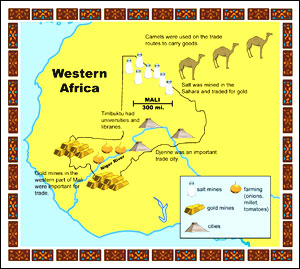 Camels were used on the trade
routes to carry goods.
Western
Africa
Salt was mined in the
Sahara and traded for gold
MALI
300 mi.
Timbuktu had
universities and
libraries.
Djenne was an important
trade city
Niger River
Gold mines in the
western part of Mali
were important for
trade.
salt mines
farming
(onions,
millet,
tomatoes)
gold mines
cities